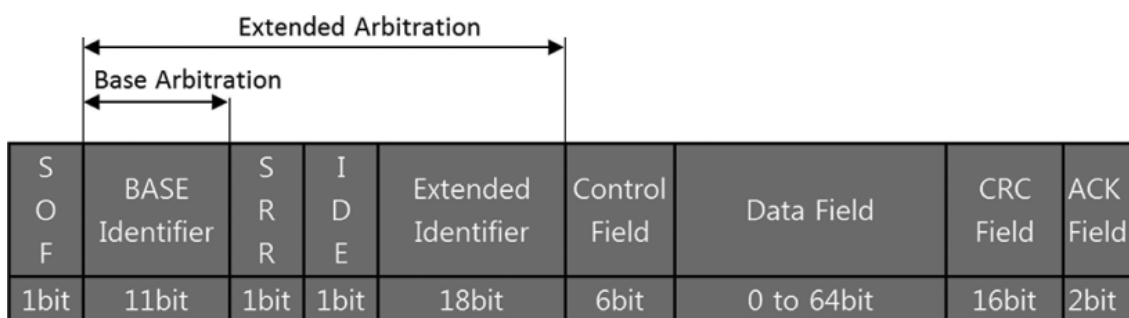 Extended Arbitration
Base Arbitration
S
O
F
BASE
Identifier
S
R
R
I
D
E
Extended
Identifier
Control
Field
Data Field
CRC
Field
ACK
Field
1bit
11bit
1bit
1bit
18bit
6bit
0 to 64bit
16bit
2bit